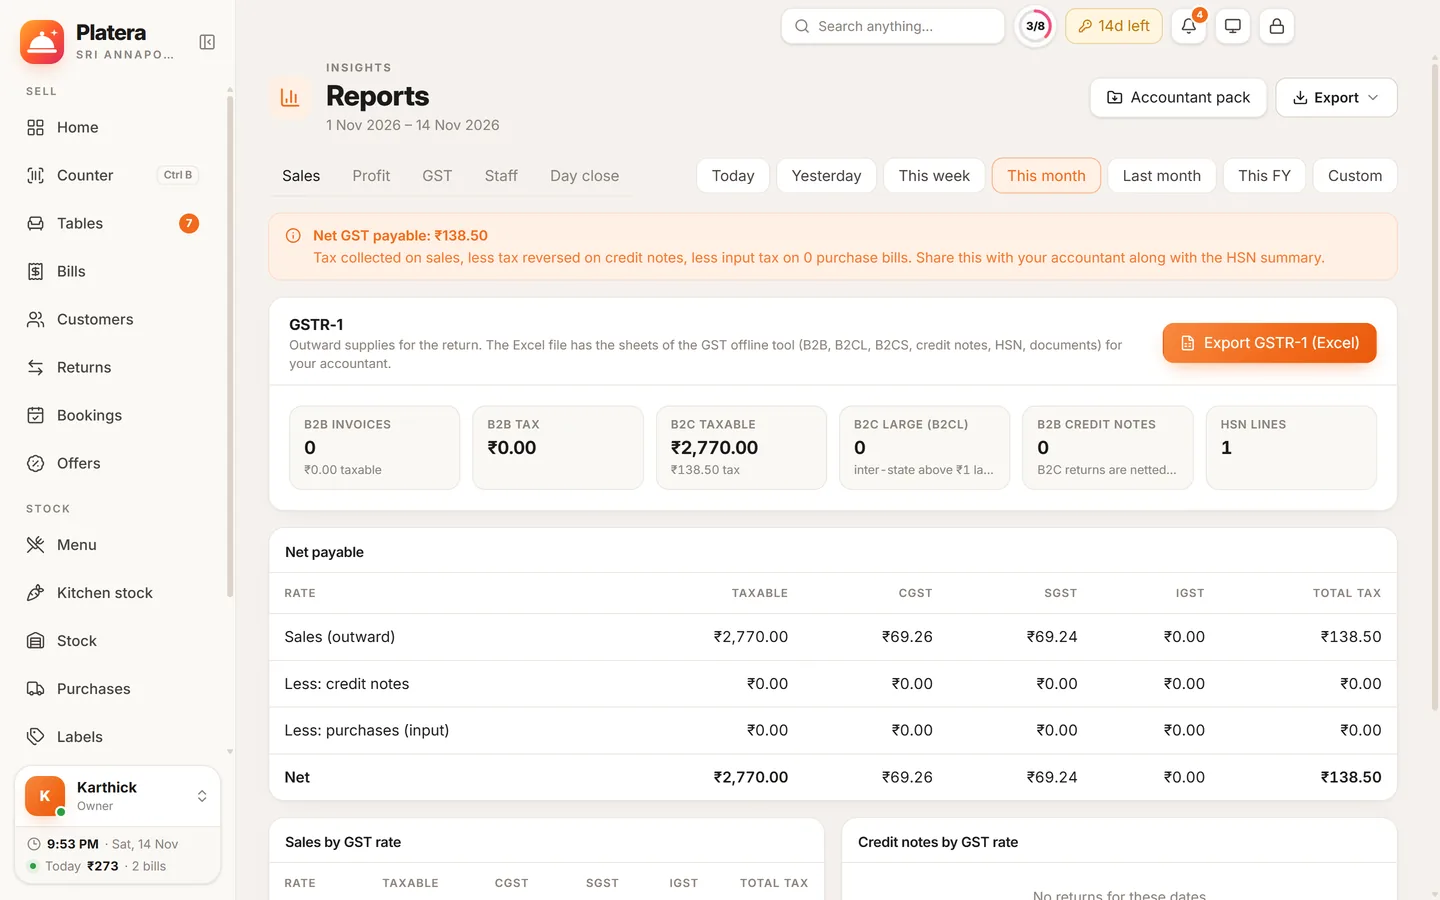 Platera
SRI ANNAPO...
SELL
Home
Counter Ctrl B
Tables 7
Bills
Customers
Returns
Bookings
Offers
STOCK
Menu
Kitchen stock
Stock
Purchases
Labels
K Karthick
Owner
9:53 PM · Sat, 14 Nov
Today ₹273 · 2 bills
Search anything...
3/8
14d left
4
INSIGHTS
Reports
1 Nov 2026 – 14 Nov 2026
Accountant pack
Export
Sales Profit GST Staff Day close
Today Yesterday This week This month Last month This FY Custom
Net GST payable: ₹138.50
Tax collected on sales, less tax reversed on credit notes, less input tax on 0 purchase bills. Share this with your accountant along with the HSN summary.
GSTR-1
Outward supplies for the return. The Excel file has the sheets of the GST offline tool (B2B, B2CL, B2CS, credit notes, HSN, documents) for
your accountant.
Export GSTR-1 (Excel)
B2B INVOICES
0
₹0.00 taxable
B2B TAX
₹0.00
B2C TAXABLE
₹2,770.00
₹138.50 tax
B2C LARGE (B2CL)
0
inter-state above ₹1 la...
B2B CREDIT NOTES
0
B2C returns are netted...
HSN LINES
1
Net payable
RATE TAXABLE CGST SGST IGST TOTAL TAX
Sales (outward) ₹2,770.00 ₹69.26 ₹69.24 ₹0.00 ₹138.50
Less: credit notes ₹0.00 ₹0.00 ₹0.00 ₹0.00 ₹0.00
Less: purchases (input) ₹0.00 ₹0.00 ₹0.00 ₹0.00 ₹0.00
Net ₹2,770.00 ₹69.26 ₹69.24 ₹0.00 ₹138.50
Sales by GST rate
RATE TAXABLE CGST SGST IGST TOTAL TAX
Credit notes by GST rate
No returns for these dates